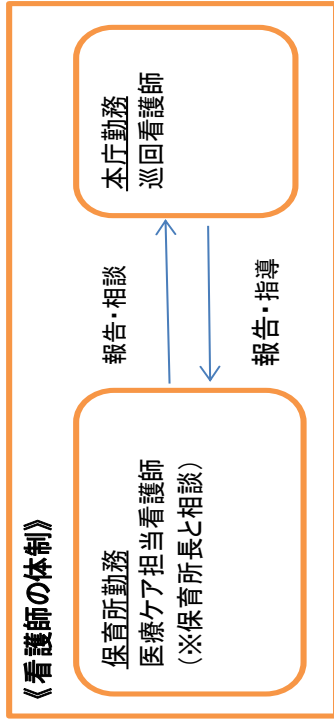 《看護師の体制》
保育所勤務
医療ケア担当看護師
(※保育所長と相談)
報告・相談
報告・指導
本庁勤務
巡回看護師